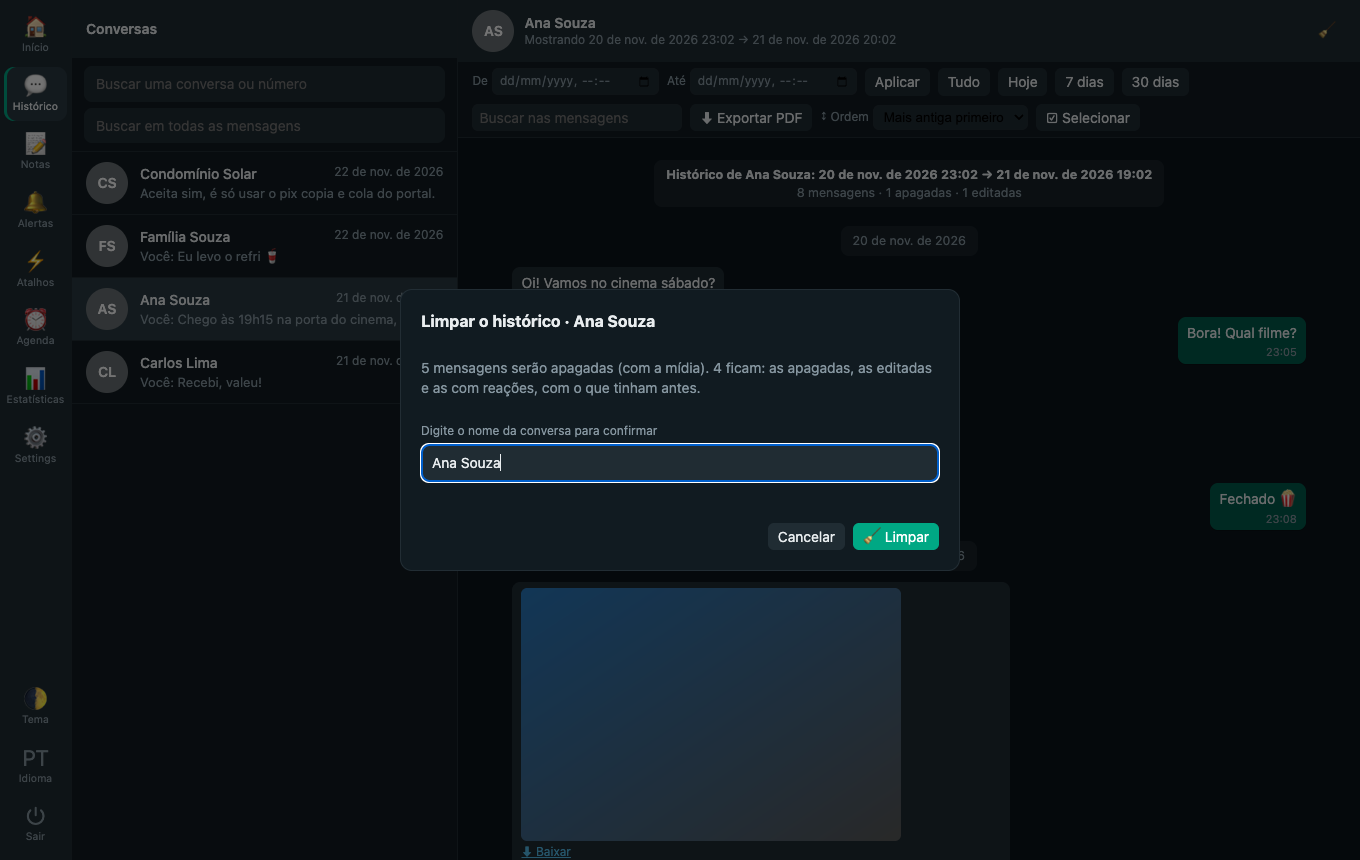 Início
Histórico
Notas
Alertas
Atalhos
Agenda
Estatísticas
Settings
Tema
PT
Idioma
Sair
Conversas
Buscar uma conversa ou número
Buscar em todas as mensagens
CS
Condomínio Solar
22 de nov. de 2026
Aceita sim, é só usar o pix copia e cola do portal.
FS
Família Souza
22 de nov. de 2026
Você: Eu levo o refri 🥤
AS
Ana Souza
21 de nov. d
Você: Chego às 19h15 na porta do cinema,
CL
Carlos Lima
21 de nov. d
Você: Recebi, valeu!
AS
Ana Souza
Mostrando 20 de nov. de 2026 23:02 → 21 de nov. de 2026 20:02
De dd/mm/yyyy, --:-- Até dd/mm/yyyy, --:-- Aplicar Tudo Hoje 7 dias 30 dias
Buscar nas mensagens ⬇ Exportar PDF ↕ Ordem Mais antiga primeiro ☑ Selecionar
Histórico de Ana Souza: 20 de nov. de 2026 23:02 → 21 de nov. de 2026 19:02
8 mensagens · 1 apagadas · 1 editadas
20 de nov. de 2026
Oi! Vamos no cinema sábado?
Bora! Qual filme?
23:05
Fechado 🍿
23:08
6
⬇ Baixar
Limpar o histórico · Ana Souza
5 mensagens serão apagadas (com a mídia). 4 ficam: as apagadas, as editadas
e as com reações, com o que tinham antes.
Digite o nome da conversa para confirmar
Ana Souza
Cancelar
🧹 Limpar